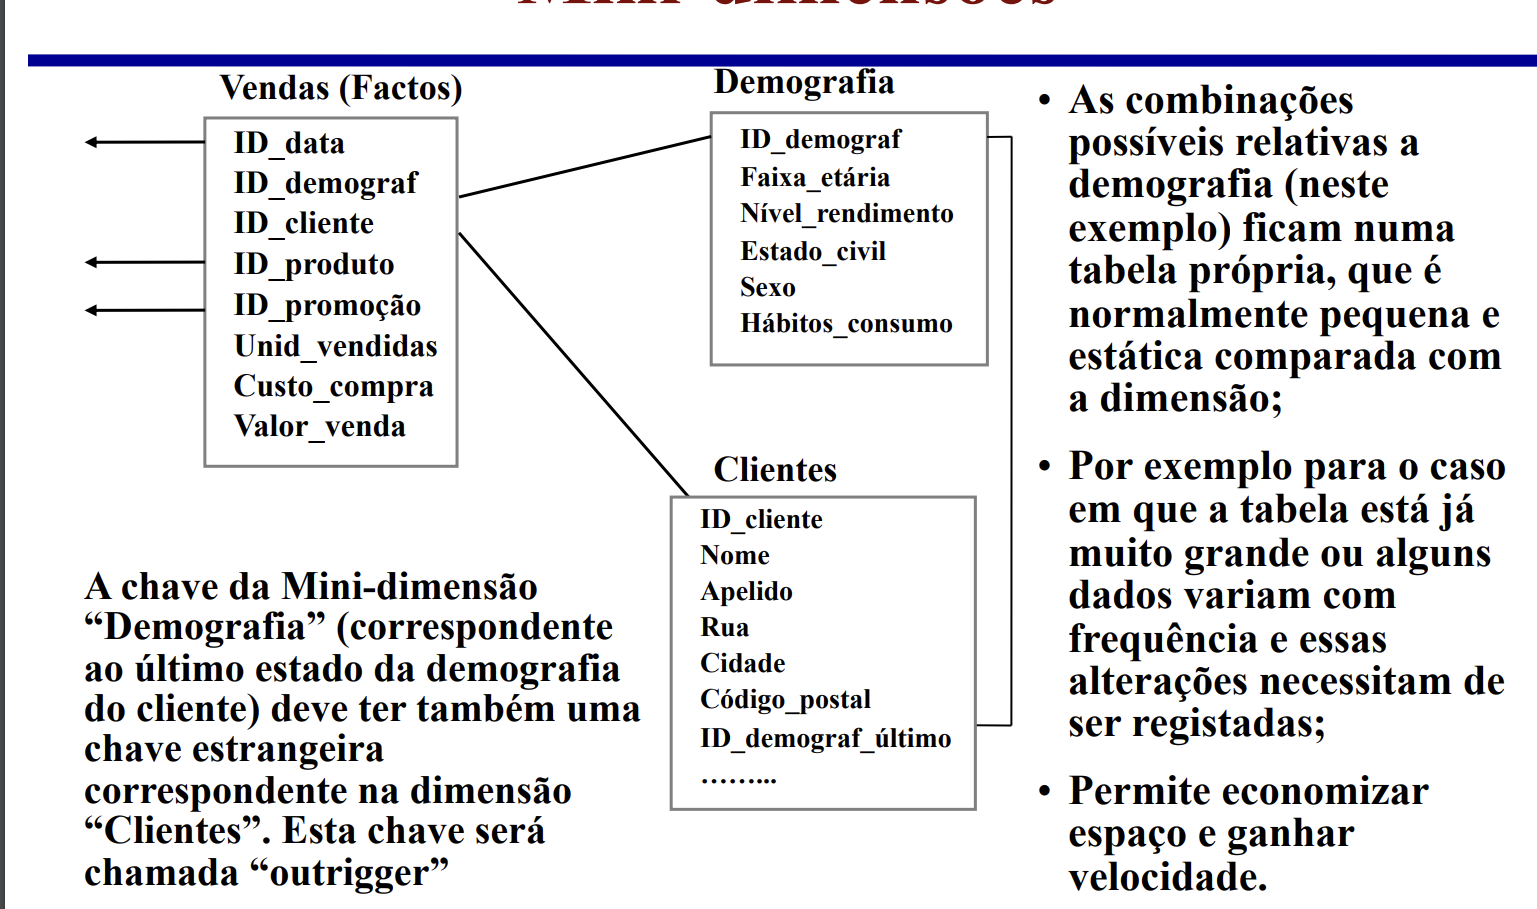 Mini-dimensões
Vendas (Factos)
ID_data
ID_demograf
ID_cliente
ID_produto
ID_promoção
Unid_vendidas
Custo_compra
Valor_venda
Demografia
ID_demograf
Faixa_etária
Nível_rendimento
Estado_civil
Sexo
Hábitos_consumo
Clientes
ID_cliente
Nome
Apelido
Rua
Cidade
Código_postal
ID_demograf_último
……...
A chave da Mini-dimensão
“Demografia” (correspondente
ao último estado da demografia
do cliente) deve ter também uma
chave estrangeira
correspondente na dimensão
“Clientes”. Esta chave será
chamada “outrigger”
• As combinações
possíveis relativas a
demografia (neste
exemplo) ficam numa
tabela própria, que é
normalmente pequena e
estática comparada com
a dimensão;
• Por exemplo para o caso
em que a tabela está já
muito grande ou alguns
dados variam com
frequência e essas
alterações necessitam de
ser registadas;
• Permite economizar
espaço e ganhar
velocidade.